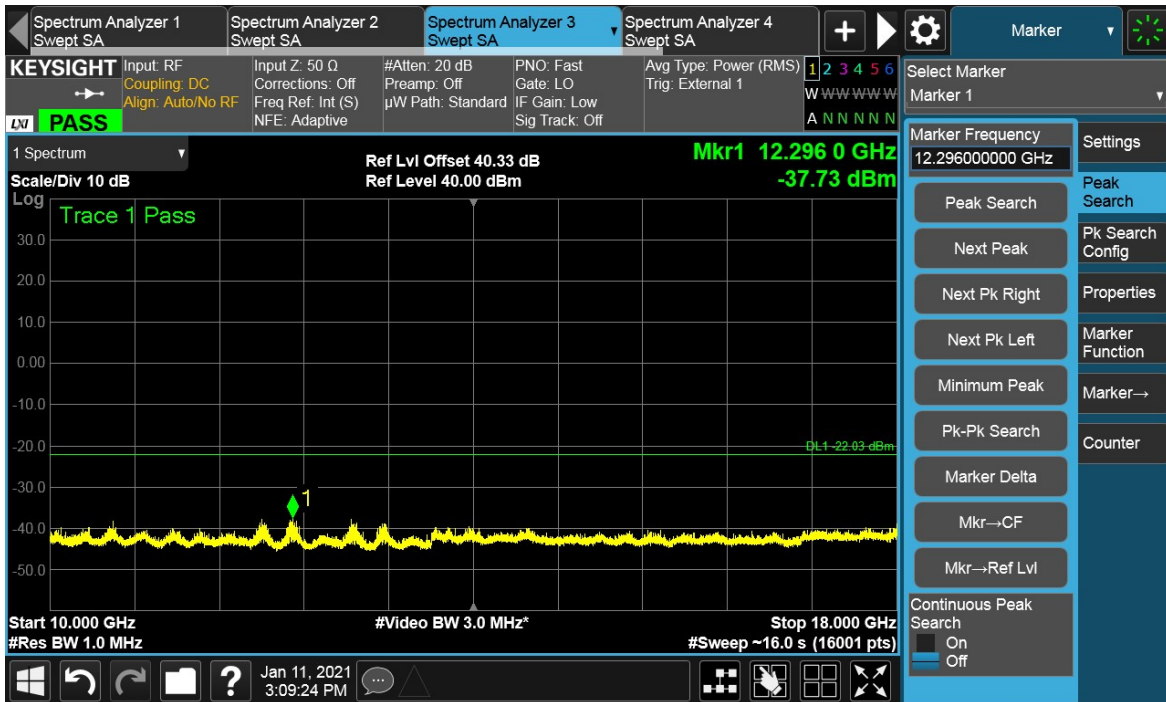 Spectrum Analyzer 1
Swept SA
Spectrum Analyzer 2
Swept SA
Spectrum Analyzer 3
Swept SA
Spectrum Analyzer 4
Swept SA
+
Marker
KEYSIGHT
LXI
PASS
Input: RF
Coupling: DC
Align: Auto/No RF
Input Z: 50 Ω
Corrections: Off
Freq Ref: Int (S)
NFE: Adaptive
#Atten: 20 dB
Preamp: Off
µW Path: Standard
PNO: Fast
Gate: LO
IF Gain: Low
Sig Track: Off
Avg Type: Power (RMS)
Trig: External 1
1 2 3 4 5 6
W W W W W W
A N N N N N
Select Marker
Marker 1
1 Spectrum
Scale/Div 10 dB
Ref Lvl Offset 40.33 dB
Ref Level 40.00 dBm
Mkr1 12.296 0 GHz
-37.73 dBm
Log
Trace 1 Pass
30.0
20.0
10.0
0.00
-10.0
-20.0
-30.0
-40.0
-50.0
DL1 -22.03 dBm
1
Start 10.000 GHz
#Res BW 1.0 MHz
#Video BW 3.0 MHz*
Stop 18.000 GHz
#Sweep ~16.0 s (16001 pts)
Marker Frequency
12.296000000 GHz
Peak Search
Next Peak
Next Pk Right
Next Pk Left
Minimum Peak
Pk-Pk Search
Marker Delta
Mkr→CF
Mkr→Ref Lvl
Continuous Peak
Search
On
Off
Settings
Peak
Search
Pk Search
Config
Properties
Marker
Function
Marker→
Counter
?
Jan 11, 2021
3:09:24 PM